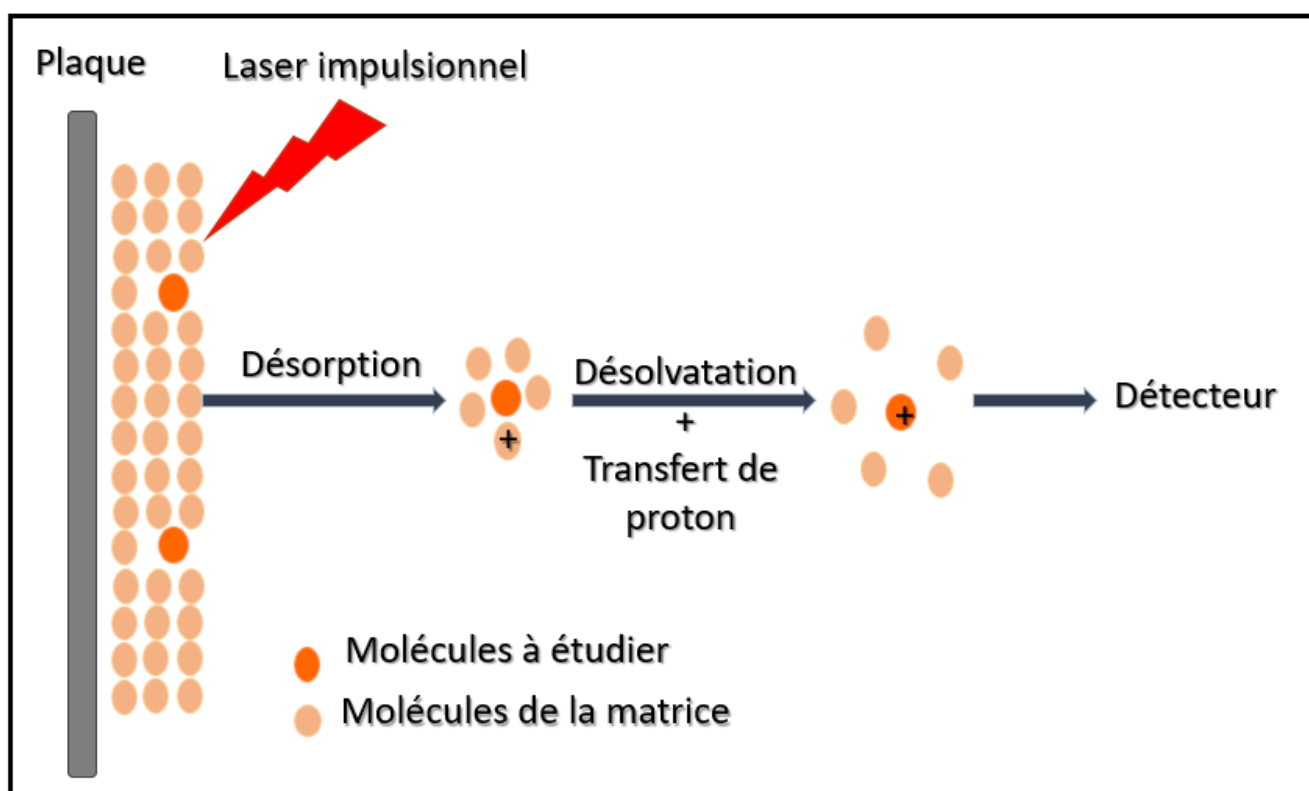 Plaque
Laser impulsionnel
Désorption
+
Désolvatation
+
Transfert de
proton
+
Détecteur
Molécules à étudier
Molécules de la matrice